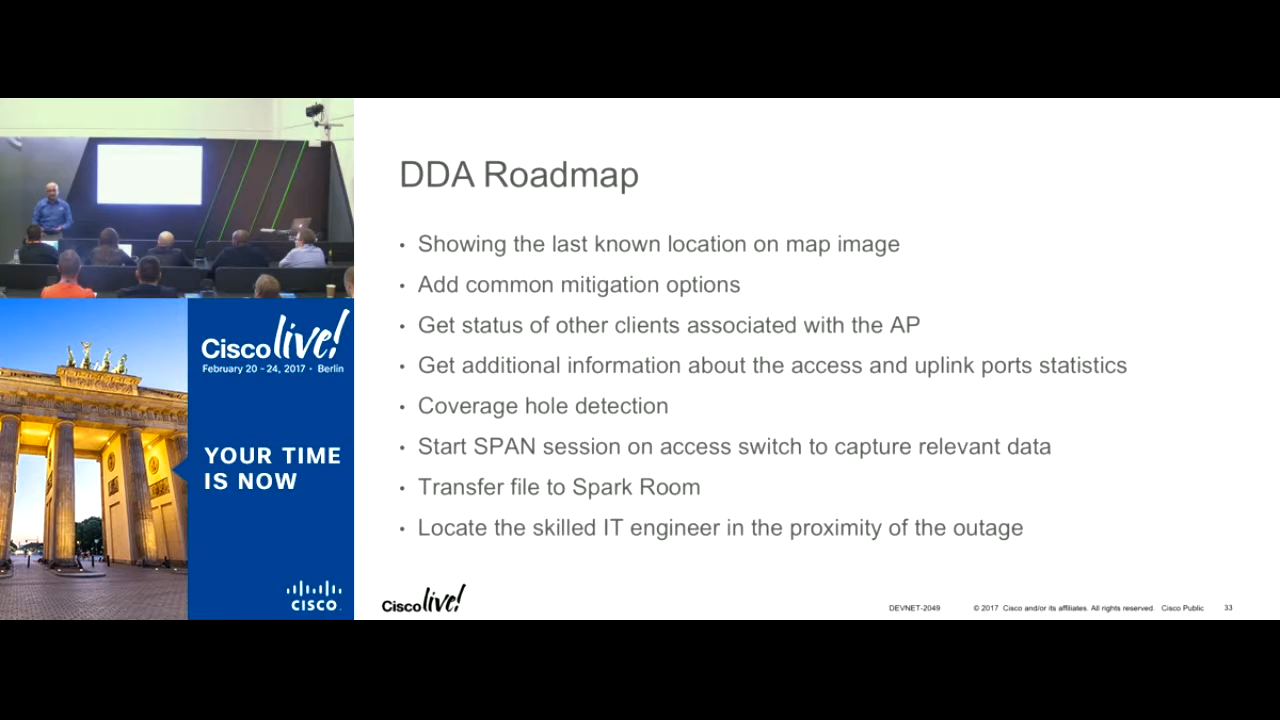 Cisco live!
February 20 - 24, 2017 • Berlin
YOUR TIME
IS NOW
CISCO
DDA Roadmap
• Showing the last known location on map image
• Add common mitigation options
• Get status of other clients associated with the AP
• Get additional information about the access and uplink ports statistics
• Coverage hole detection
• Start SPAN session on access switch to capture relevant data
• Transfer file to Spark Room
• Locate the skilled IT engineer in the proximity of the outage
Cisco live!
DEVNET-2049 © 2017 Cisco and/or its affiliates. All rights reserved. Cisco Public 33